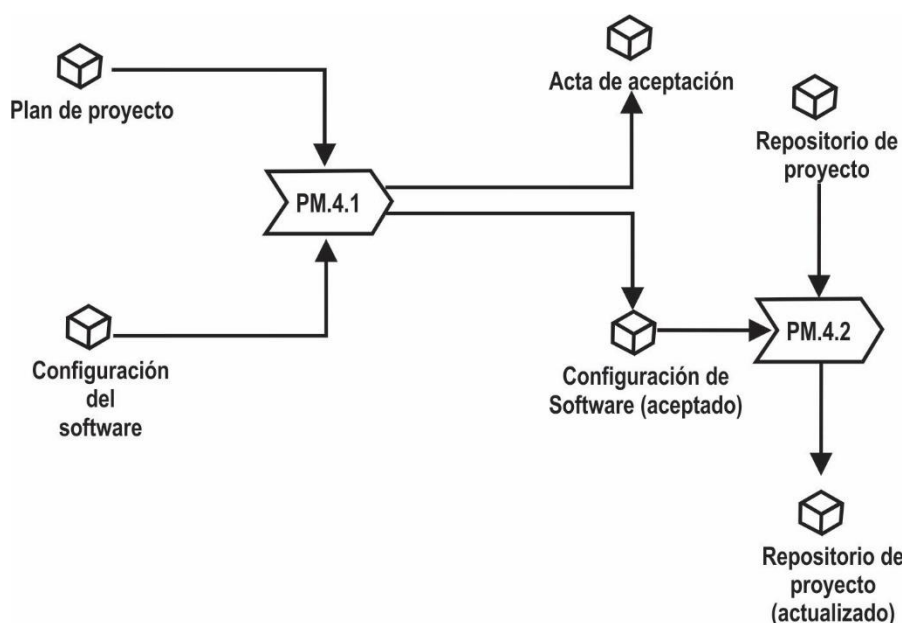 Plan de proyecto
Acta de aceptación
Repositorio de
proyecto
PM.4.1
Configuración
del
software
Configuración de
Software (aceptado)
PM.4.2
Repositorio de
proyecto
(actualizado)